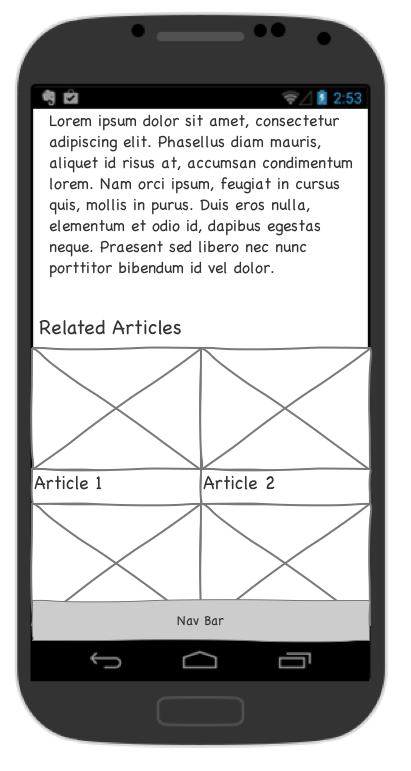 2:53
Lorem ipsum dolor sit amet, consectetur
adipiscing elit. Phasellus diam mauris,
aliquet id risus at, accumsan condimentum
lorem. Nam orci ipsum, feugiat in cursus
quis, mollis in purus. Duis eros nulla,
elementum et odio id, dapibus egestas
neque. Praesent sed libero nec nunc
porttitor bibendum id vel dolor.
Related Articles
Article 1
Article 2
Nav Bar